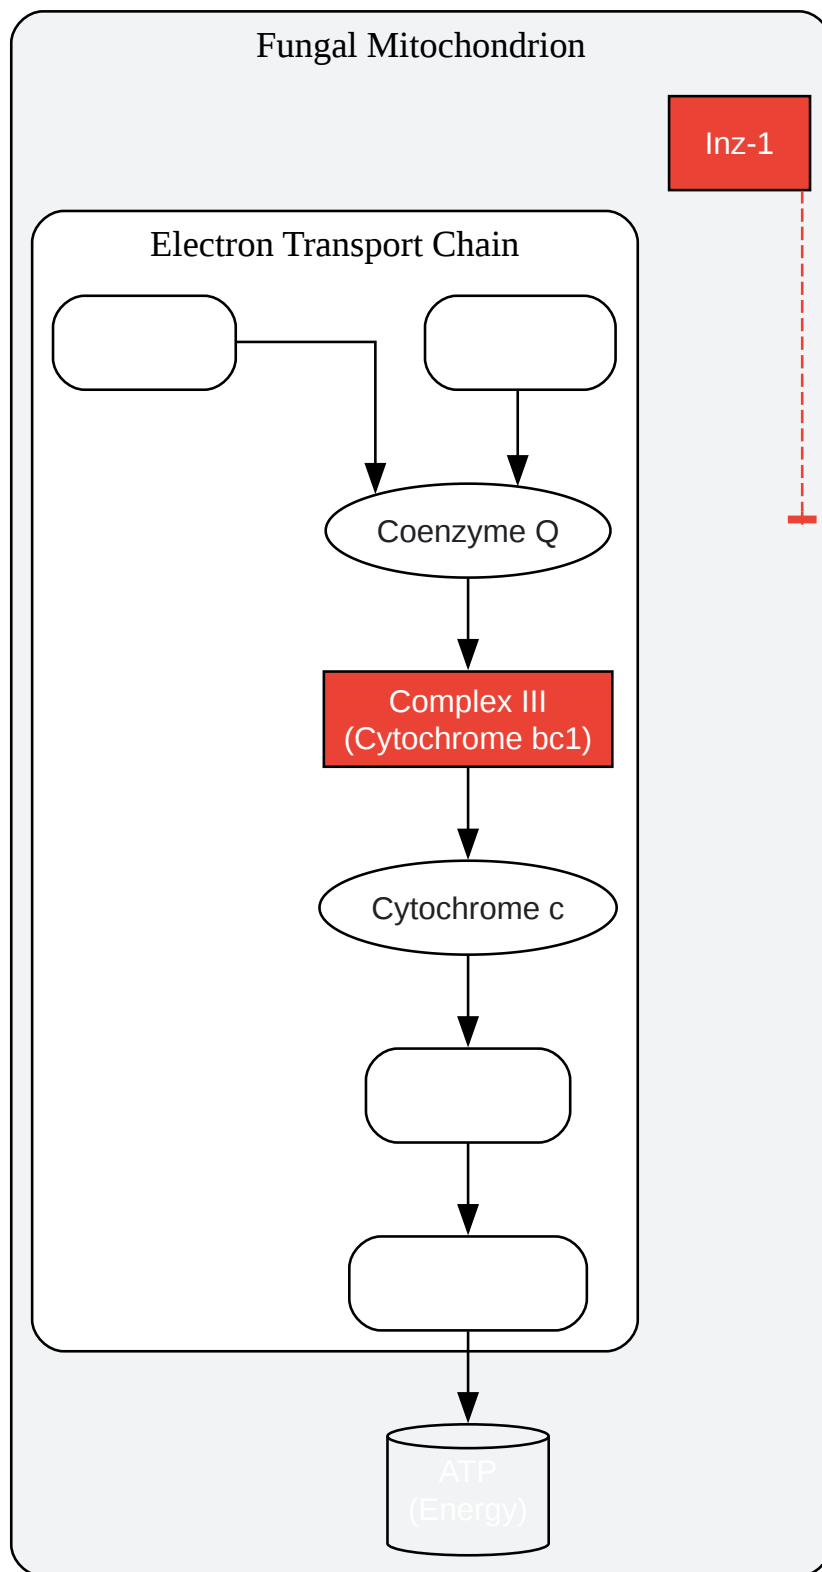 Fungal Mitochondrion
Inz-1
Electron Transport Chain
Coenzyme Q
Complex III
(Cytochrome bc1)
Cytochrome c
ATP
(Energy)